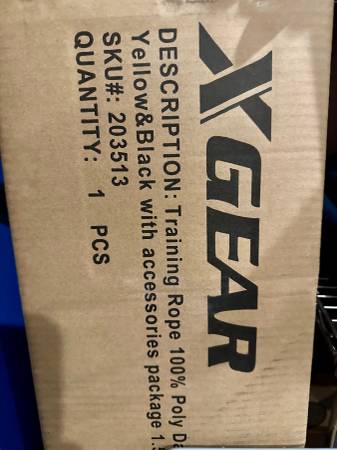 XGEAR
DESCRIPTION: Training Rope 100% Poly
Yellow&Black with accessories package
SKU#: 203513
QUANTITY: 1 PCS